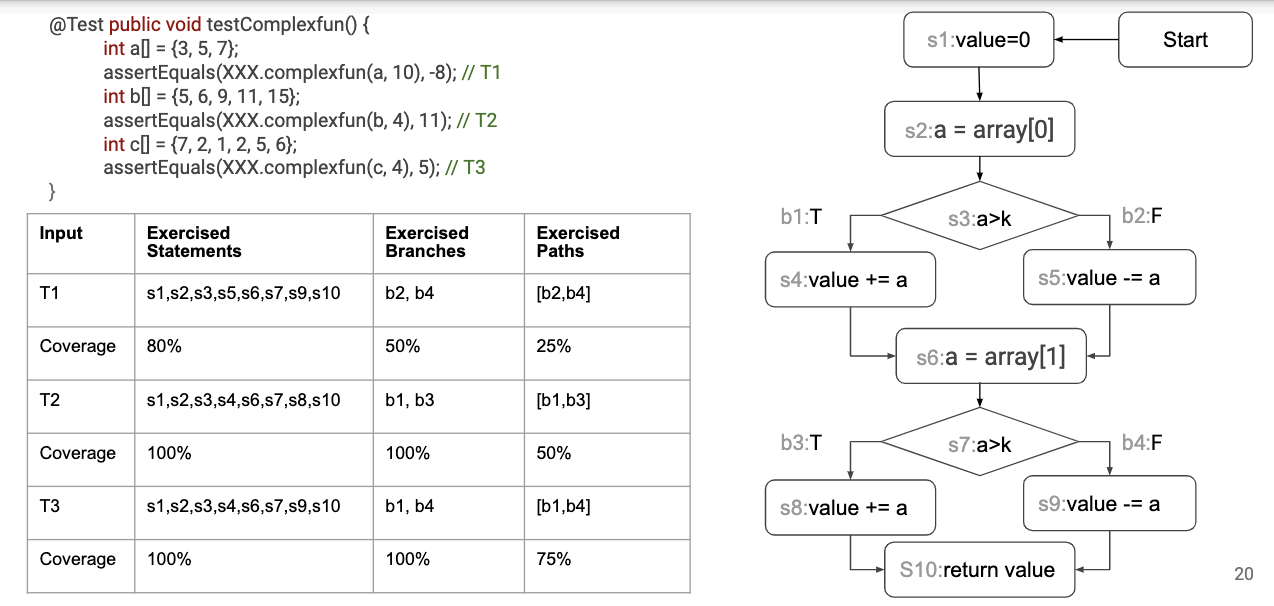 @Test public void testComplexfun() {
int a[] = {3, 5, 7};
assertEquals(XXX.complexfun(a, 10), -8); // T1
int b[] = {5, 6, 9, 11, 15};
assertEquals(XXX.complexfun(b, 4), 11); // T2
int c[] = {7, 2, 1, 2, 5, 6};
assertEquals(XXX.complexfun(c, 4), 5); // T3
}
Input
Exercised
Statements
Exercised
Branches
Exercised
Paths
T1
s1,s2,s3,s5,s6,s7,s9,s10
b2, b4
[b2,b4]
Coverage
80%
50%
25%
T2
s1,s2,s3,s4,s6,s7,s8,s10
b1, b3
[b1,b3]
Coverage
100%
100%
50%
T3
s1,s2,s3,s4,s6,s7,s9,s10
b1, b4
[b1,b4]
Coverage
100%
100%
75%
s1:value=0
Start
s2:a = array[0]
b1:T
s3:a>k
b2:F
s4:value += a
s5:value -= a
s6:a = array[1]
b3:T
s7:a>k
b4:F
s8:value += a
s9:value -= a
S10:return value
20